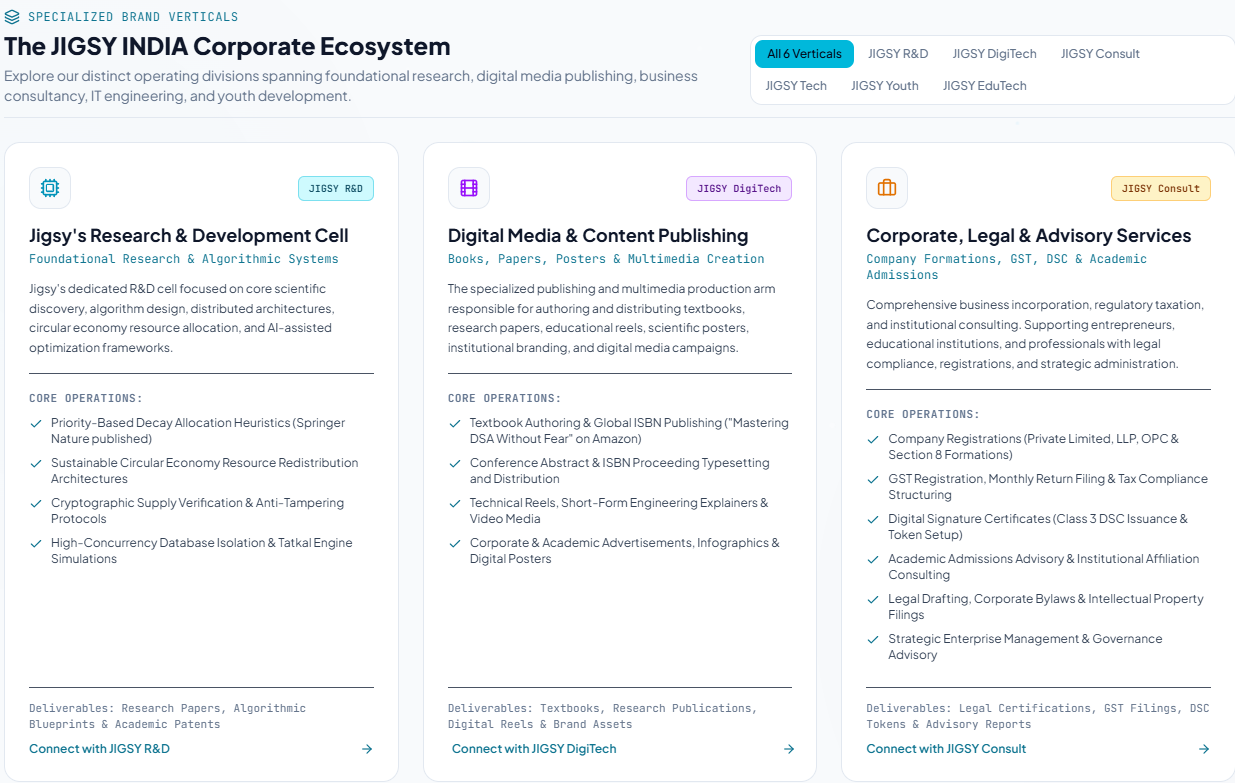 SPECIALIZED BRAND VERTICALS
The JIGSY INDIA Corporate Ecosystem
Explore our distinct operating divisions spanning foundational research, digital media publishing, business
consultancy, IT engineering, and youth development.
All 6 Verticals
JIGSY R&D
JIGSY DigiTech
JIGSY Consult
JIGSY Tech
JIGSY Youth
JIGSY EduTech
JIGSY R&D
Jigsy's Research & Development Cell
Foundational Research & Algorithmic Systems
Jigsy's dedicated R&D cell focused on core scientific
discovery, algorithm design, distributed architectures,
circular economy resource allocation, and AI-assisted
optimization frameworks.
CORE OPERATIONS:
Priority-Based Decay Allocation Heuristics (Springer
Nature published)
Sustainable Circular Economy Resource Redistribution
Architectures
Cryptographic Supply Verification & Anti-Tampering
Protocols
High-Concurrency Database Isolation & Tatkal Engine
Simulations
Deliverables: Research Papers, Algorithmic
Blueprints & Academic Patents
Connect with JIGSY R&D
JIGSY DigiTech
Digital Media & Content Publishing
Books, Papers, Posters & Multimedia Creation
The specialized publishing and multimedia production arm
responsible for authoring and distributing textbooks,
research papers, educational reels, scientific posters,
institutional branding, and digital media campaigns.
CORE OPERATIONS:
Textbook Authoring & Global ISBN Publishing ("Mastering
DSA Without Fear" on Amazon)
Conference Abstract & ISBN Proceeding Typesetting
and Distribution
Technical Reels, Short-Form Engineering Explainers &
Video Media
Corporate & Academic Advertisements, Infographics &
Digital Posters
Deliverables: Textbooks, Research Publications,
Digital Reels & Brand Assets
Connect with JIGSY DigiTech
JIGSY Consult
Corporate, Legal & Advisory Services
Company Formations, GST, DSC & Academic
Admissions
Comprehensive business incorporation, regulatory taxation,
and institutional consulting. Supporting entrepreneurs,
educational institutions, and professionals with legal
compliance, registrations, and strategic administration.
CORE OPERATIONS:
Company Registrations (Private Limited, LLP, OPC &
Section 8 Formations)
GST Registration, Monthly Return Filing & Tax Compliance
Structuring
Digital Signature Certificates (Class 3 DSC Issuance &
Token Setup)
Academic Admissions Advisory & Institutional Affiliation
Consulting
Legal Drafting, Corporate Bylaws & Intellectual Property
Filings
Strategic Enterprise Management & Governance
Advisory
Deliverables: Legal Certifications, GST Filings, DSC
Tokens & Advisory Reports
Connect with JIGSY Consult